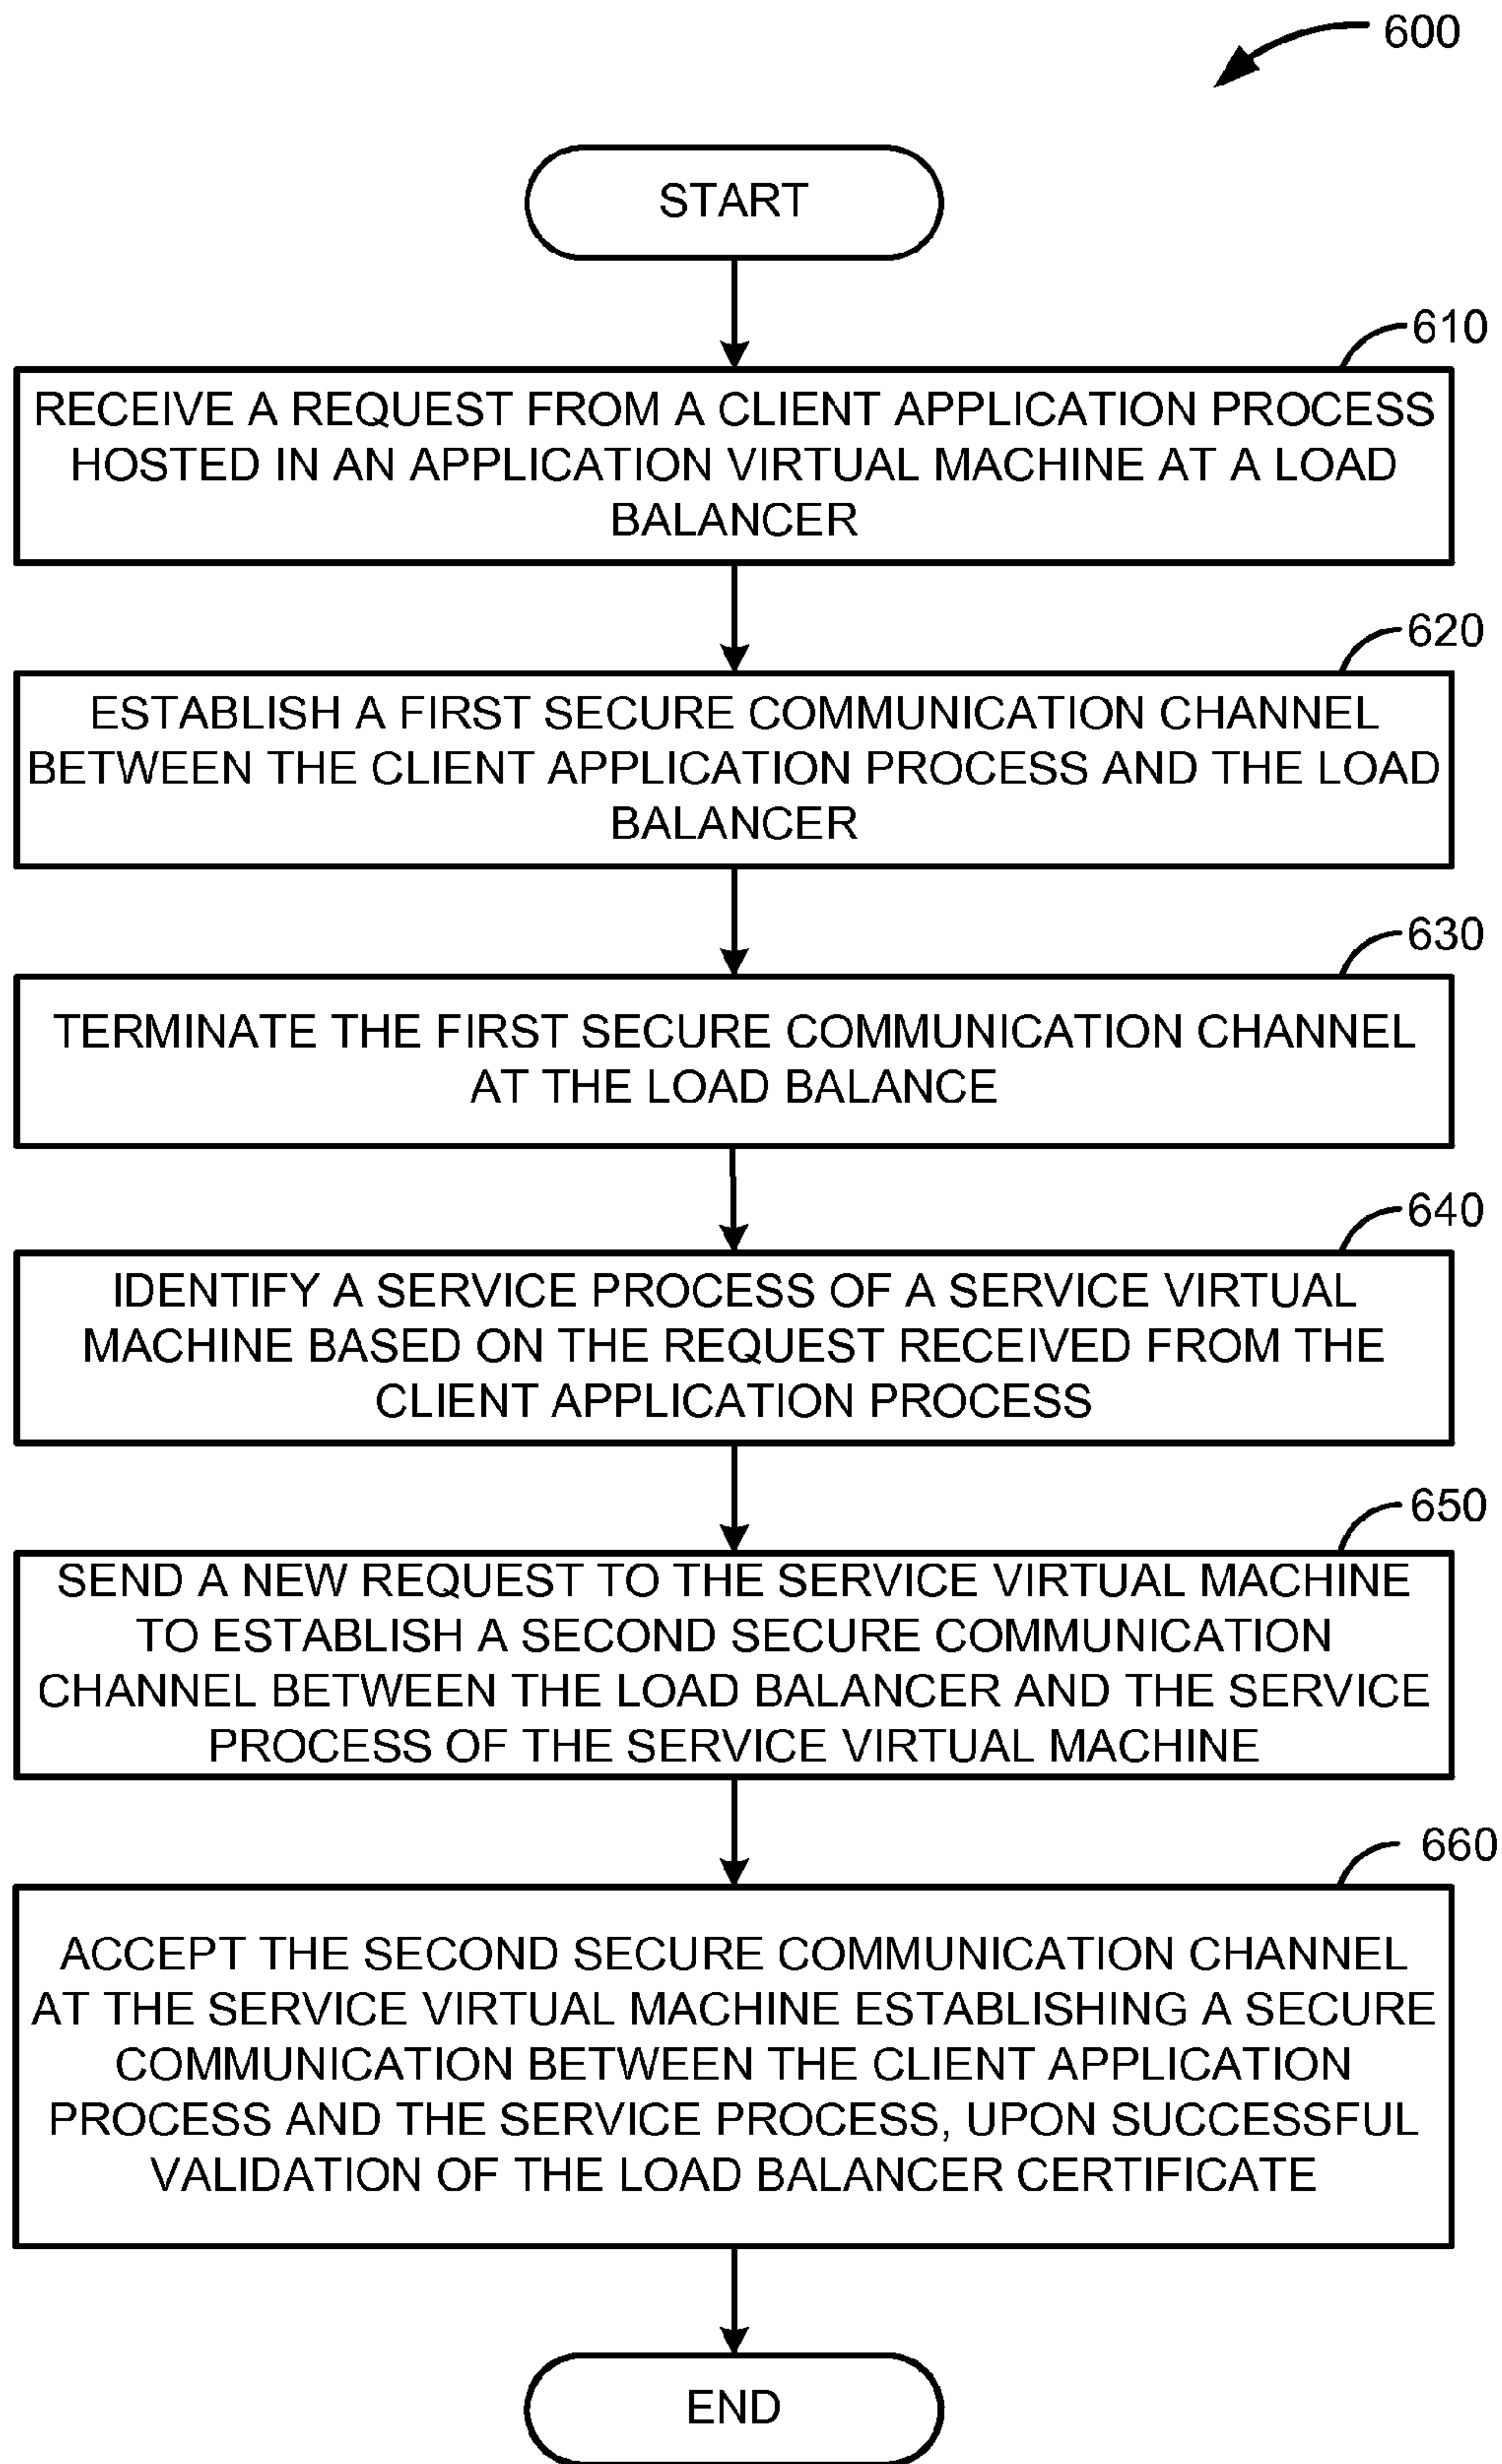 600
START
610
RECEIVE A REQUEST FROM A CLIENT APPLICATION PROCESS
HOSTED IN AN APPLICATION VIRTUAL MACHINE AT A LOAD
BALANCER
620
ESTABLISH A FIRST SECURE COMMUNICATION CHANNEL
BETWEEN THE CLIENT APPLICATION PROCESS AND THE LOAD
BALANCER
630
TERMINATE THE FIRST SECURE COMMUNICATION CHANNEL
AT THE LOAD BALANCE
640
IDENTIFY A SERVICE PROCESS OF A SERVICE VIRTUAL
MACHINE BASED ON THE REQUEST RECEIVED FROM THE
CLIENT APPLICATION PROCESS
650
SEND A NEW REQUEST TO THE SERVICE VIRTUAL MACHINE
TO ESTABLISH A SECOND SECURE COMMUNICATION
CHANNEL BETWEEN THE LOAD BALANCER AND THE SERVICE
PROCESS OF THE SERVICE VIRTUAL MACHINE
660
ACCEPT THE SECOND SECURE COMMUNICATION CHANNEL
AT THE SERVICE VIRTUAL MACHINE ESTABLISHING A SECURE
COMMUNICATION BETWEEN THE CLIENT APPLICATION
PROCESS AND THE SERVICE PROCESS, UPON SUCCESSFUL
VALIDATION OF THE LOAD BALANCER CERTIFICATE
END